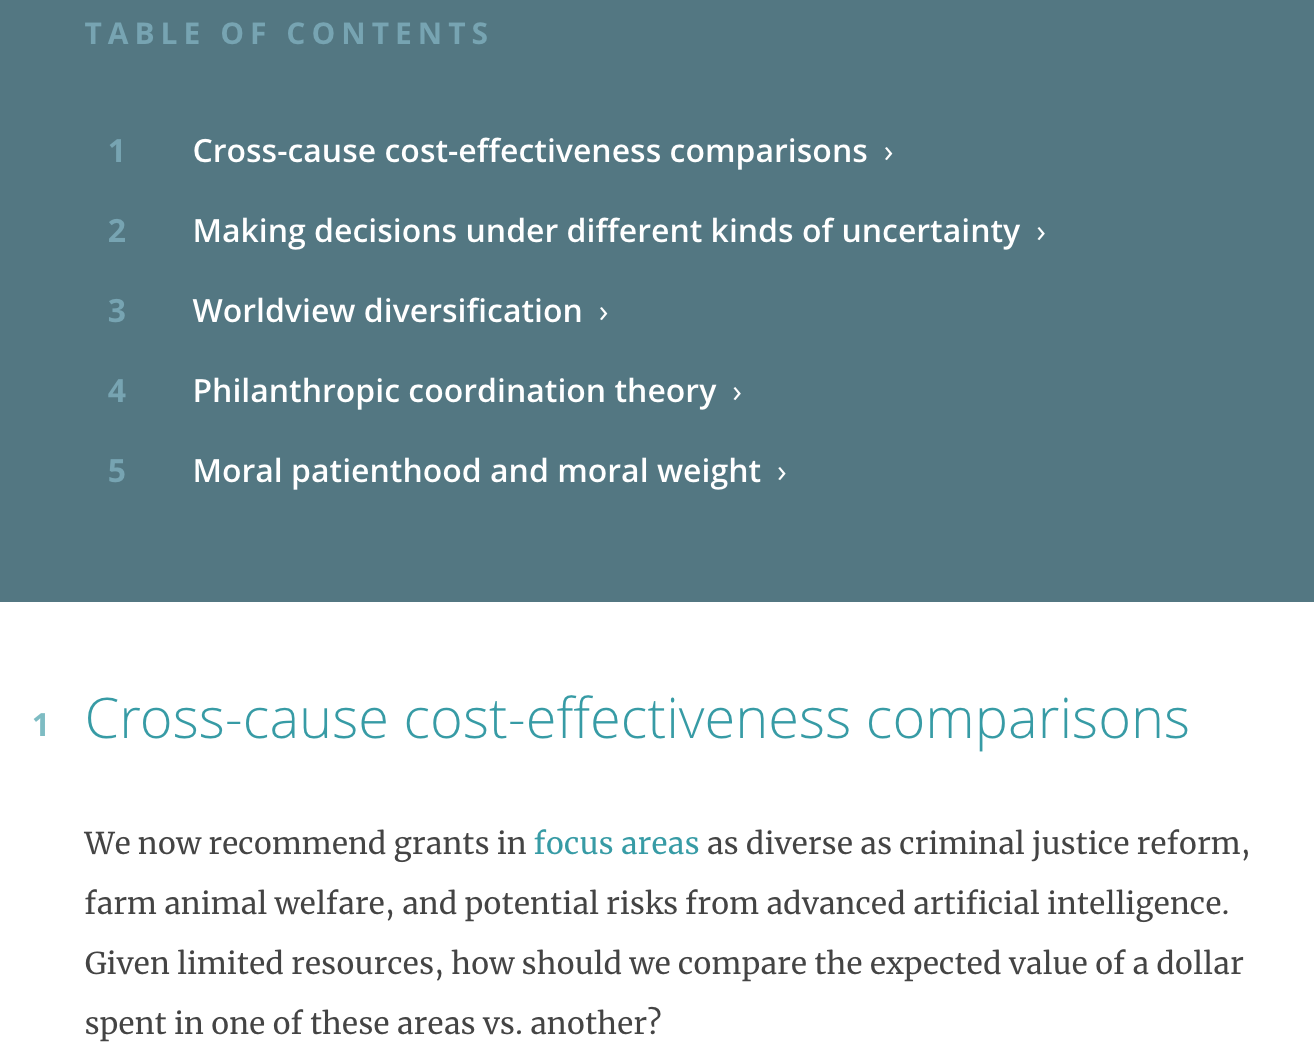 TABLE OF CONTENTS
1 Cross-cause cost-effectiveness comparisons ›
2 Making decisions under different kinds of uncertainty ›
3 Worldview diversification ›
4 Philanthropic coordination theory ›
5 Moral patienthood and moral weight ›
1 Cross-cause cost-effectiveness comparisons
We now recommend grants in focus areas as diverse as criminal justice reform,
farm animal welfare, and potential risks from advanced artificial intelligence.
Given limited resources, how should we compare the expected value of a dollar
spent in one of these areas vs. another?